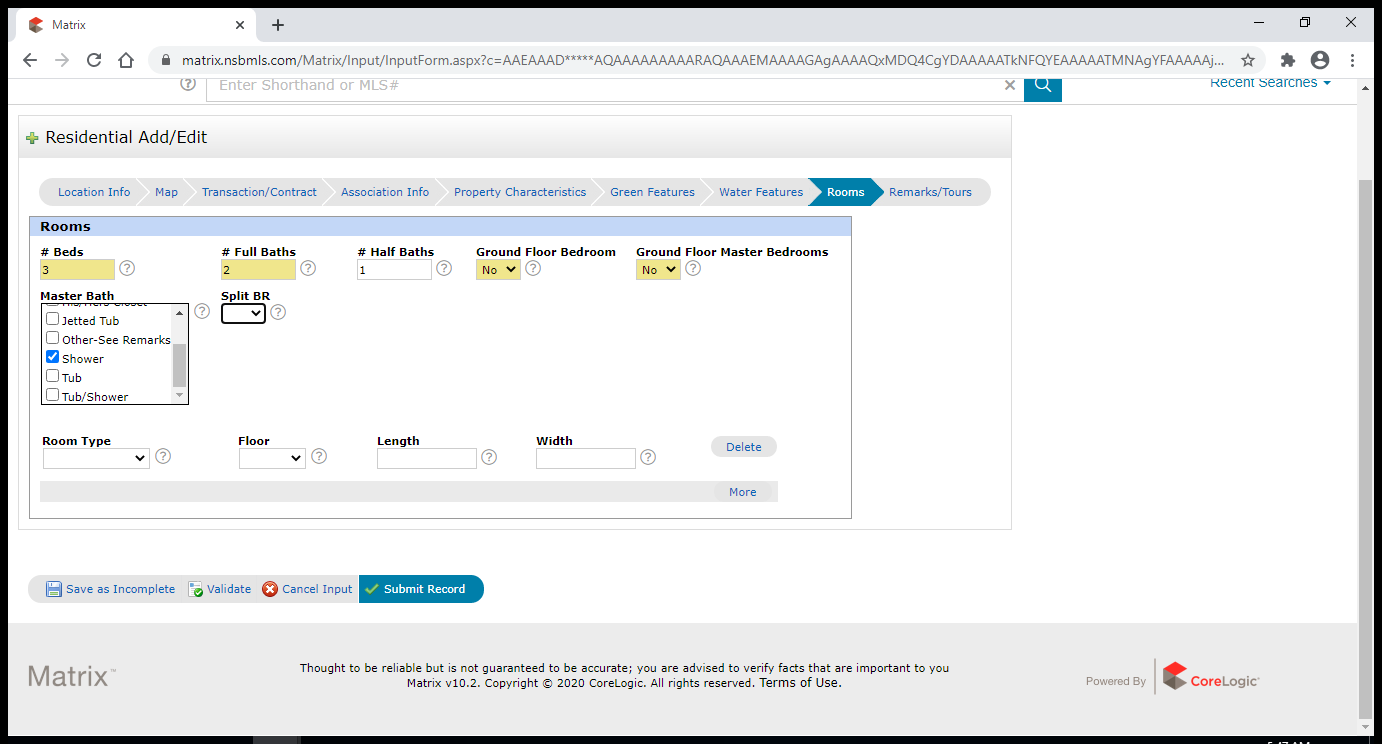 Matrix
matrix.nsbmls.com/Matrix/Input/InputForm.aspx?c=AAEAAAD*****AQAAAAAAAAARAQAAAEMAAAAGAgAAAAQxMDQ4CgYDAAAAATkNFQYEAAAAATMNAgYFAAAAAj...
Enter Shorthand or MLS#
Recent Searches
Residential Add/Edit
Location Info Map Transaction/Contract Association Info Property Characteristics Green Features Water Features Rooms Remarks/Tours
Rooms
# Beds # Full Baths # Half Baths Ground Floor Bedroom Ground Floor Master Bedrooms
3 2 1 No No
Master Bath Split BR
His/Hers Closet
Jetted Tub
Other-See Remarks
Shower
Tub
Tub/Shower
Room Type Floor Length Width Delete
More
Save as Incomplete Validate Cancel Input Submit Record
Matrix™
Thought to be reliable but is not guaranteed to be accurate; you are advised to verify facts that are important to you
Matrix v10.2. Copyright © 2020 CoreLogic. All rights reserved. Terms of Use.
Powered By CoreLogic